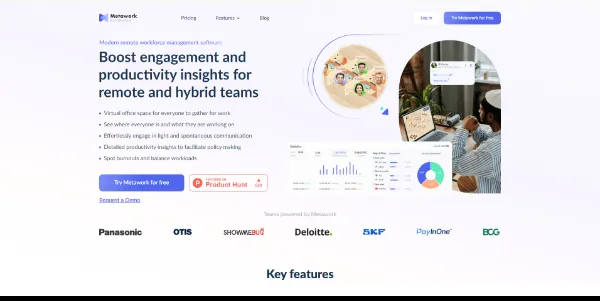 Metawork
Pricing
Features
Blog
Log in
Try Metawork for free
Modern remote workforce management software
Boost engagement and
productivity insights for
remote and hybrid teams
Virtual office space for everyone to gather for work
See where everyone is and what they are working on
Effortlessly engage in light and spontaneous communication
Detailed productivity insights to facilitate policy making
Spot burnouts and balance workloads
Try Metawork for free
Product Hunt
Request a Demo
Teams powered by Metawork
Panasonic
OTIS
SHOWMEBUG
Deloitte.
SKF
PayInOne
BCG
Key features